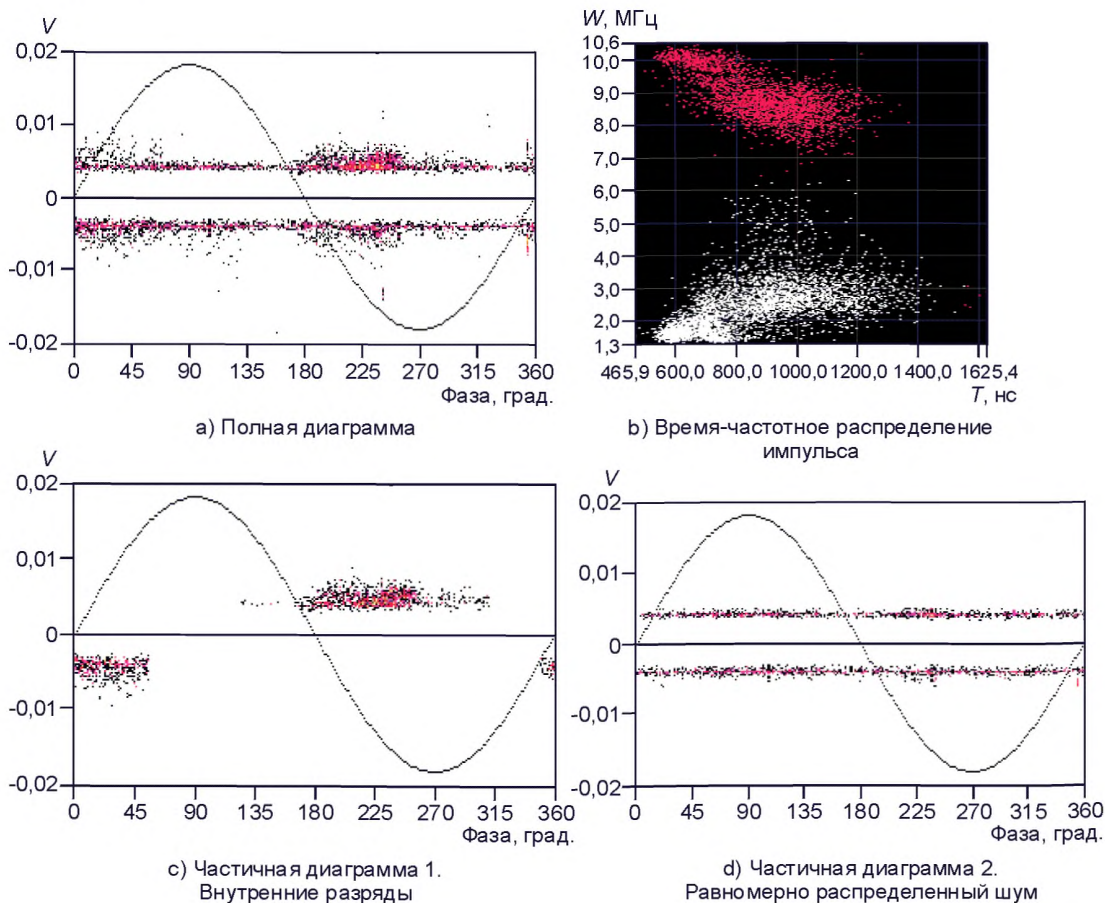 V
0,02
0,01
0
-0,01
-0,02
0 45 90 135 180 225 270 315 360
Фаза, град.
а) Полная диаграмма
W, МГц
10,6
10,0
9,0
8,0
7,0
6,2
5,0
4,0
3,0
2,0
1,3
465,9 600,0 800,0 1000,0 1200,0 1400,0 1625,4
T, нс
b) Время-частотное распределение
импульса
V
0,02
0,01
0
-0,01
-0,02
0 45 90 135 180 225 270 315 360
Фаза, град.
c) Частичная диаграмма 1.
Внутренние разряды
V
0,02
0,01
0
-0,01
-0,02
0 45 90 135 180 225 270 315 360
Фаза, град.
d) Частичная диаграмма 2.
Равномерно распределенный шум